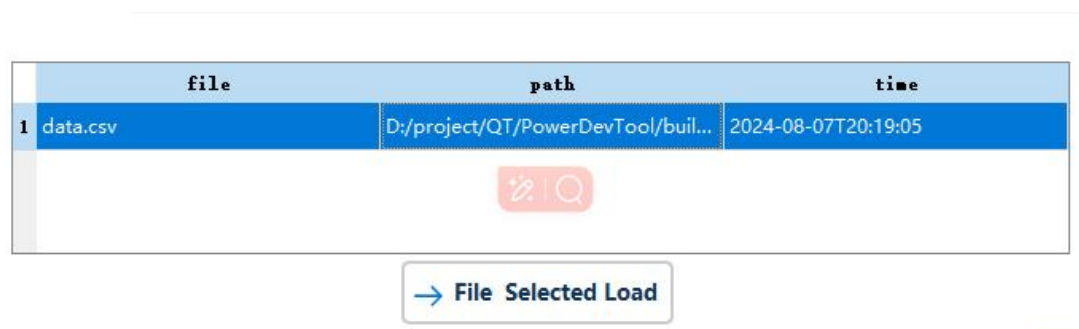 file path time
1 data.csv D:/project/QT/PowerDevTool/buil... 2024-08-07T20:19:05
File Selected Load